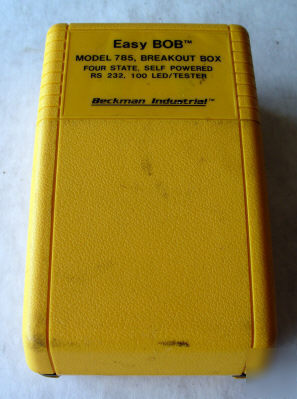 Easy BOB™
MODEL 785, BREAKOUT BOX
FOUR STATE, SELF POWERED
RS 232, 100 LED/TESTER
Beckman Industrial™